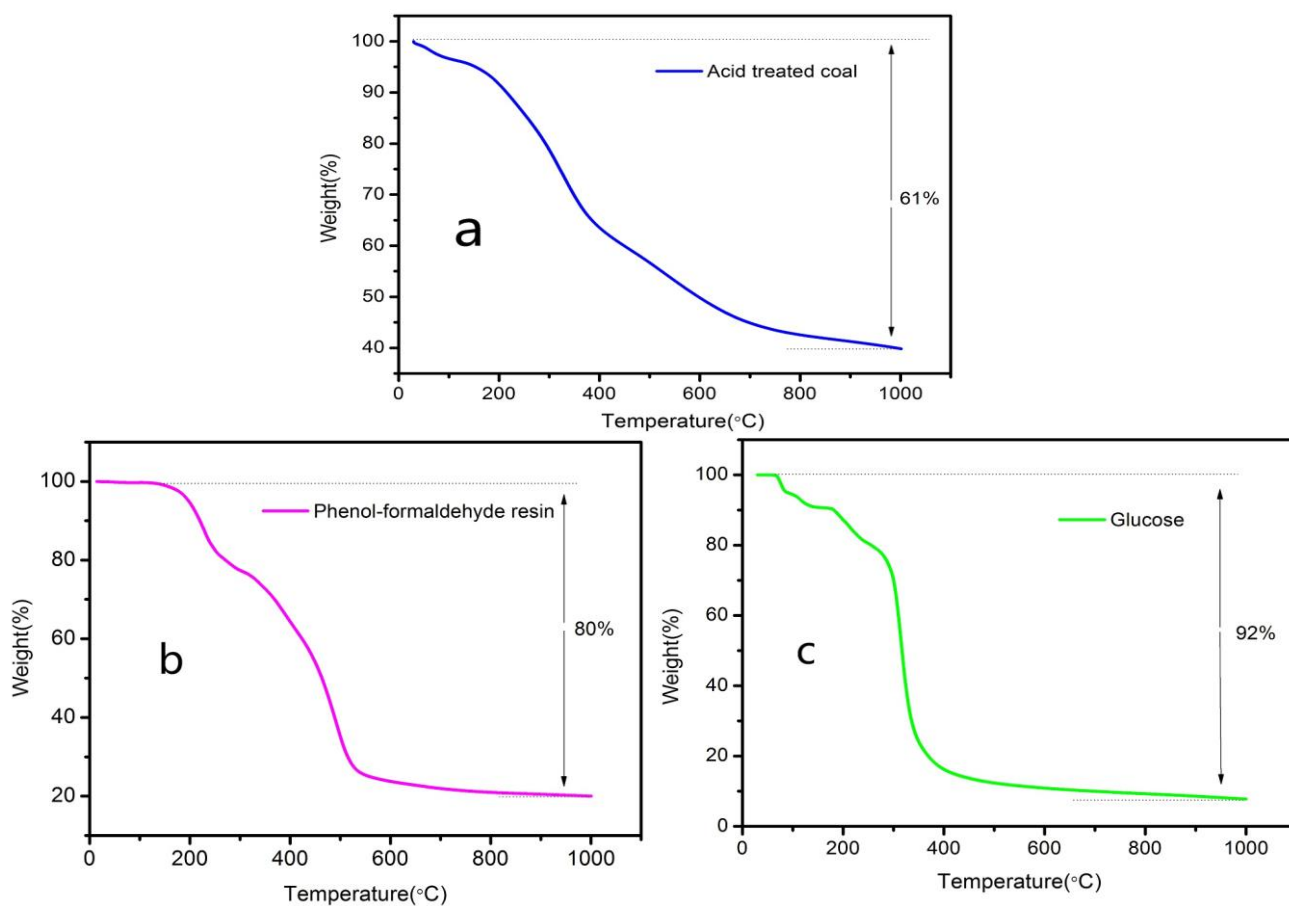 100
90
80
70
60
50
40
Weight(%)
Acid treated coal
a
61%
0 200 400 600 800 1000
Temperature(°C)
100
80
60
40
20
Weight(%)
Phenol-formaldehyde resin
b
80%
0 200 400 600 800 1000
Temperature(°C)
100
80
60
40
20
0
Weight(%)
Glucose
c
92%
0 200 400 600 800 1000
Temperature(°C)